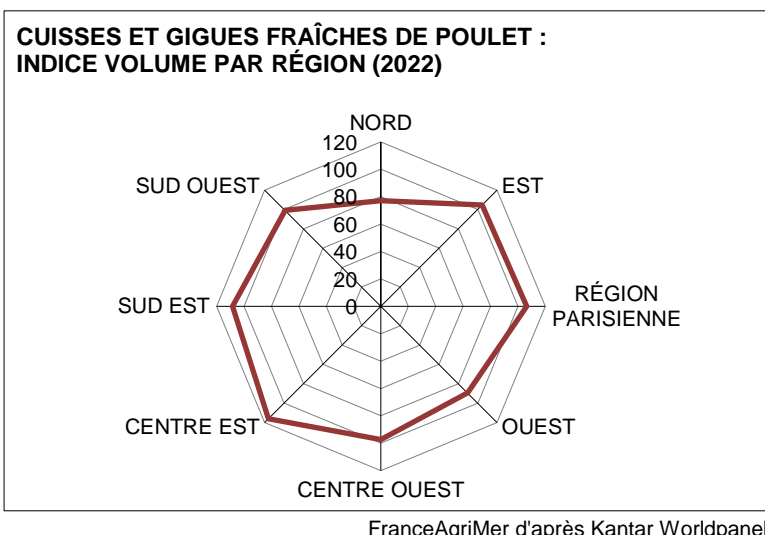 CUISSES ET GIGUES FRAÎCHES DE POULET :
INDICE VOLUME PAR RÉGION (2022)
NORD
120
100
80
60
40
20
0
EST
RÉGION
PARISIENNE
OUEST
CENTRE OUEST
CENTRE EST
SUD EST
SUD OUEST
FranceAgriMer d'après Kantar Worldpanel